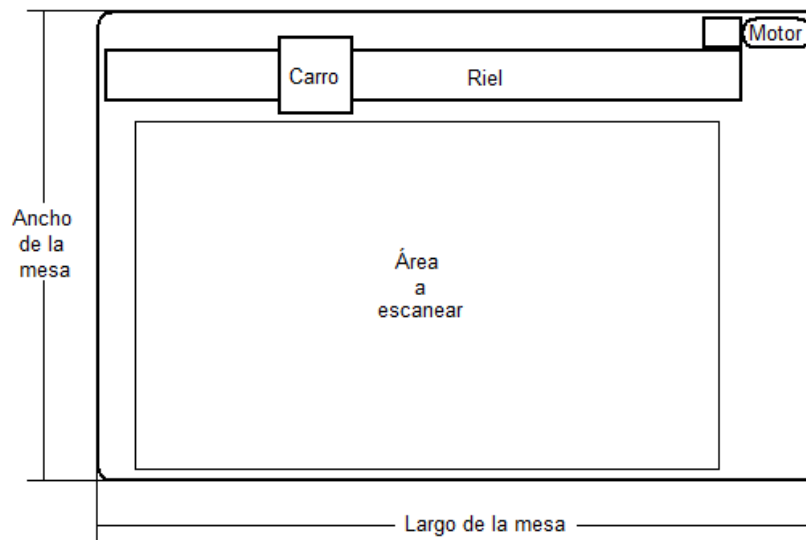 Motor
Carro
Riel
Ancho
de la
mesa
Área
a
escanear
Largo de la mesa